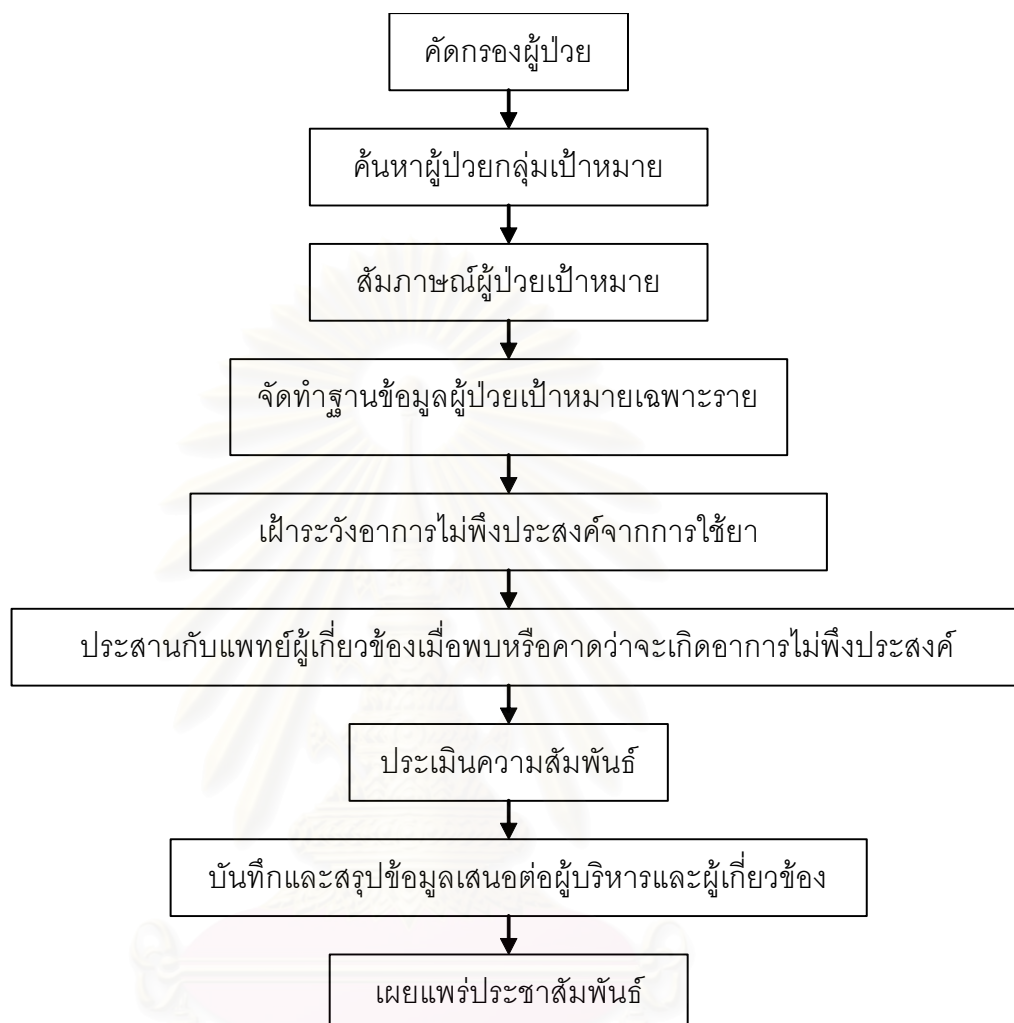 คัดกรองผู้ป่วย
ค้นหาผู้ป่วยกลุ่มเป้าหมาย
สัมภาษณ์ผู้ป่วยเป้าหมาย
จัดทำฐานข้อมูลผู้ป่วยเป้าหมายเฉพาะราย
เฝ้าระวังอาการไม่พึงประสงค์จากการใช้ยา
ประสานกับแพทย์ผู้เกี่ยวข้องเมื่อพบหรือคาดว่าจะเกิดอาการไม่พึงประสงค์
ประเมินความสัมพันธ์
บันทึกและสรุปข้อมูลเสนอต่อผู้บริหารและผู้เกี่ยวข้อง
เผยแพร่ประชาสัมพันธ์